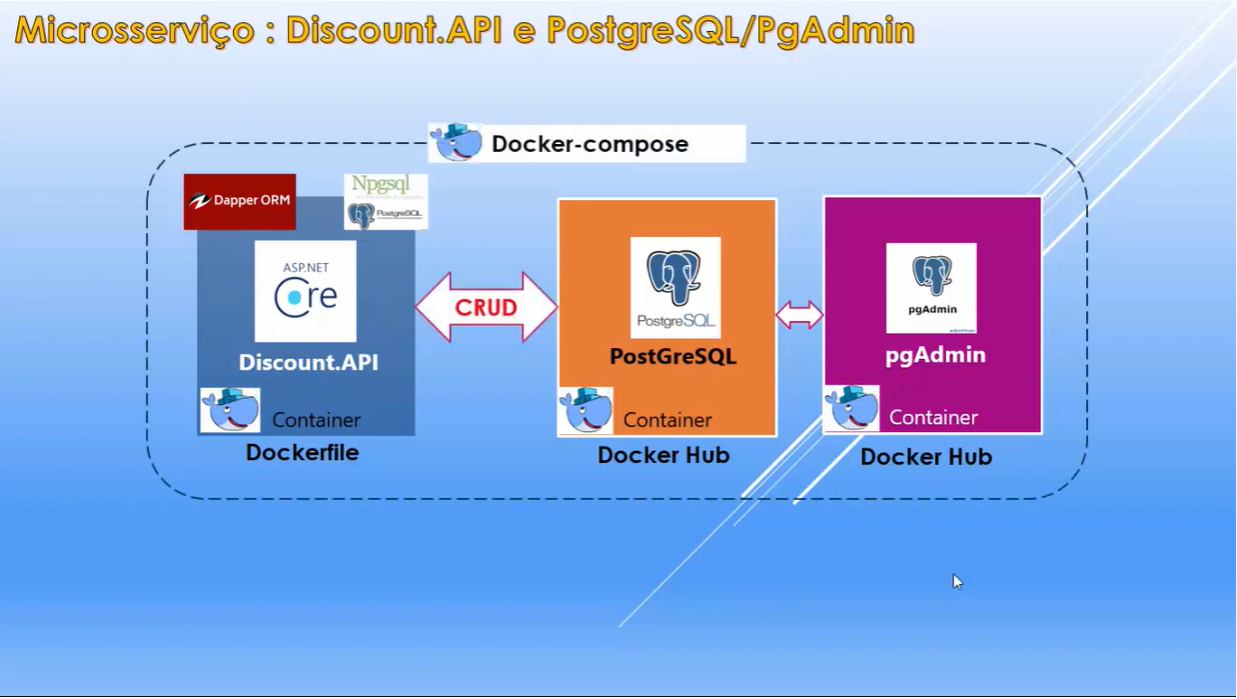 Microsserviço : Discount.API e PostgreSQL/PgAdmin
Docker-compose
Dapper ORM
Npgsql
PostgreSQL
ASP.NET
Core
Discount.API
Container
Dockerfile
CRUD
PostgreSQL
PostGreSQL
Container
Docker Hub
pgAdmin
pgAdmin
Container
Docker Hub